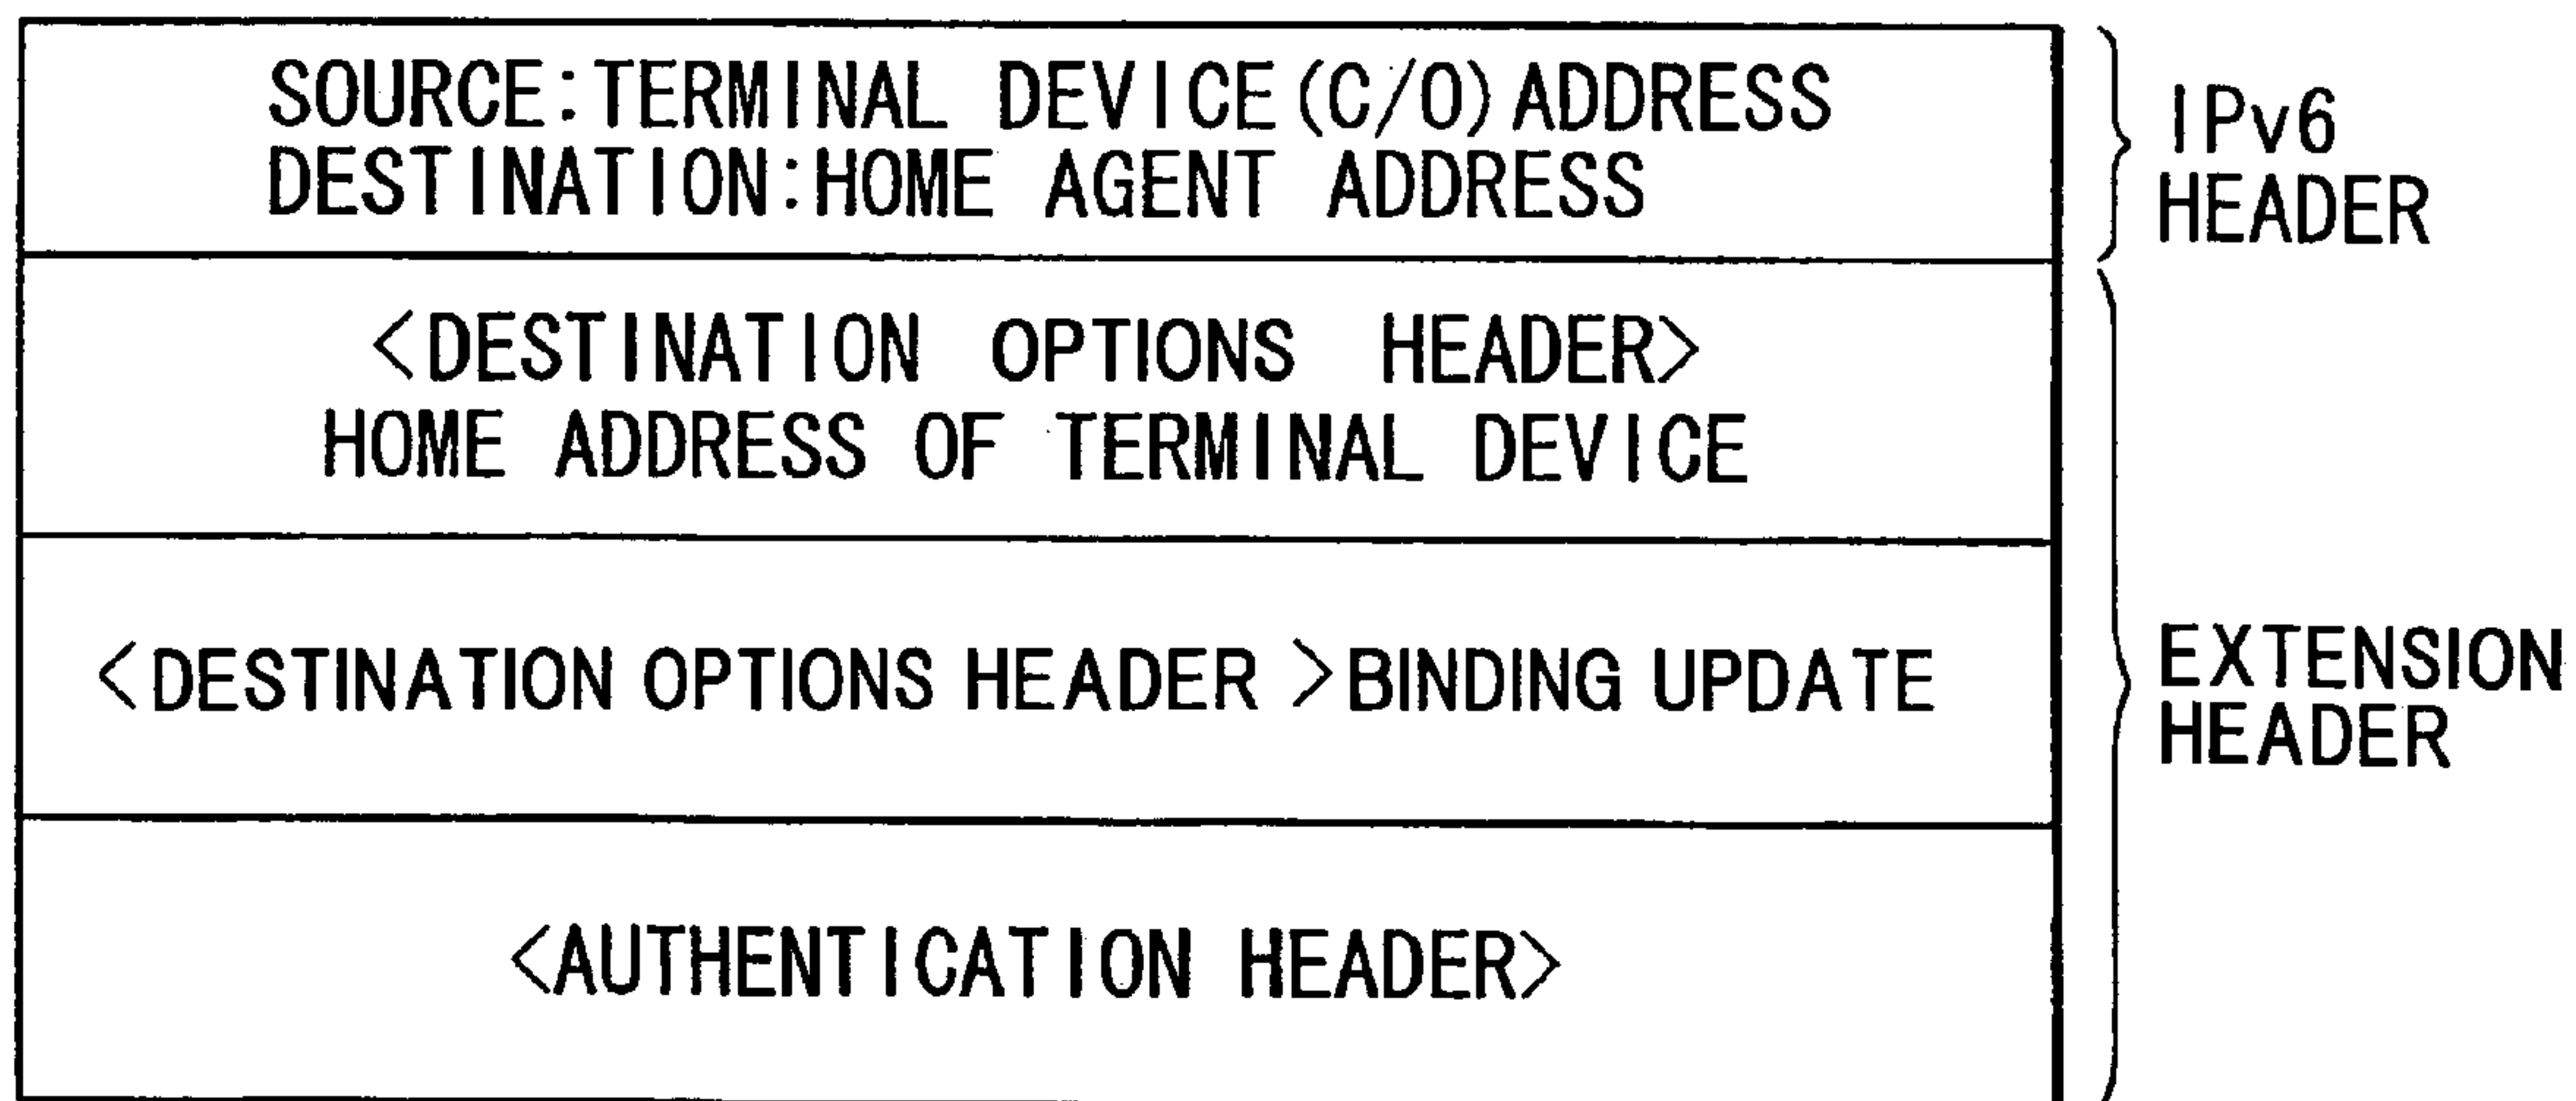 SOURCE:TERMINAL DEVICE(C/O)ADDRESS
DESTINATION:HOME AGENT ADDRESS
IPv6
HEADER
<DESTINATION OPTIONS HEADER>
HOME ADDRESS OF TERMINAL DEVICE
<DESTINATION OPTIONS HEADER >BINDING UPDATE
<AUTHENTICATION HEADER>
EXTENSION
HEADER